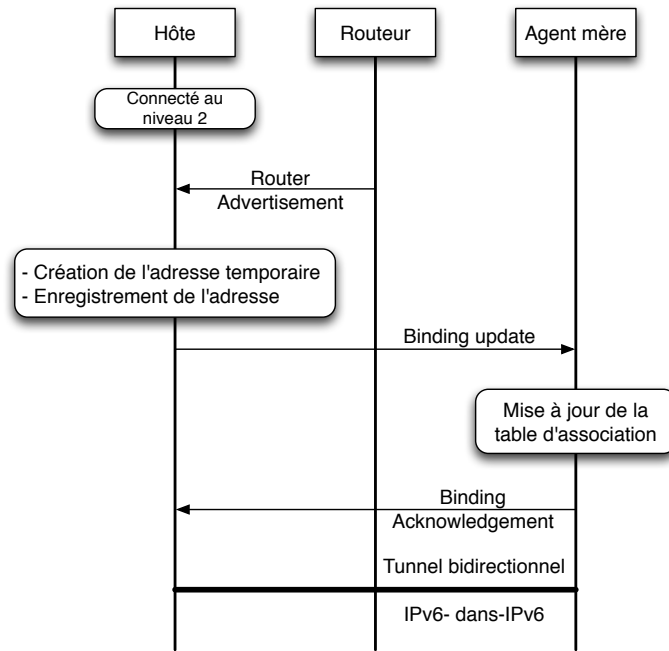 Hôte
Routeur
Agent mère
Connecté au
niveau 2
Router
Advertisement
- Création de l'adresse temporaire
- Enregistrement de l'adresse
Binding update
Mise à jour de la
table d'association
Binding
Acknowledgement
Tunnel bidirectionnel
IPv6- dans-IPv6